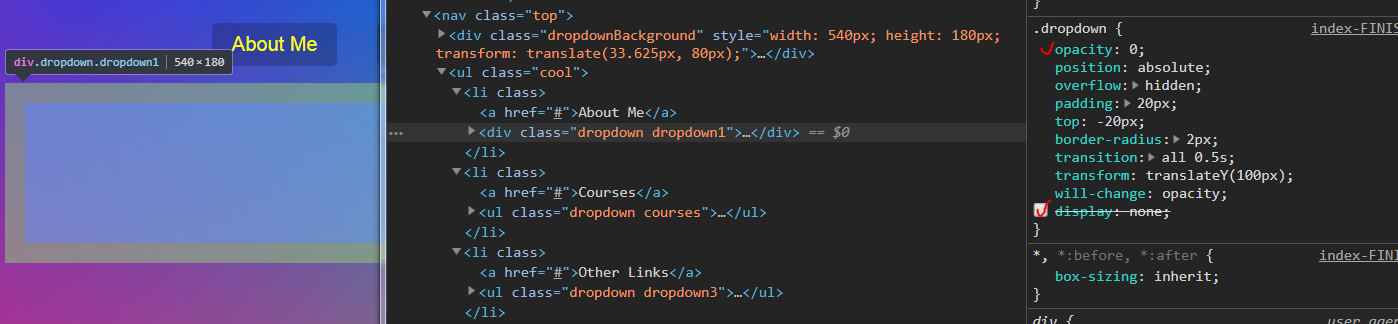 About Me
div.dropdown.dropdown1 | 540 × 180
<nav class="top">
<div class="dropdownBackground" style="width: 540px; height: 180px;
transform: translate(33.625px, 80px);">…</div>
<ul class="cool">
<li class>
<a href="#">About Me</a>
… <div class="dropdown dropdown1">…</div> == $0
</li>
<li class>
<a href="#">Courses</a>
<ul class="dropdown courses">…</ul>
</li>
<li class>
<a href="#">Other Links</a>
<ul class="dropdown dropdown3">…</ul>
</li>
}
.dropdown { index-FINIS
opacity: 0;
position: absolute;
overflow: hidden;
padding: 20px;
top: -20px;
border-radius: 2px;
transition: all 0.5s;
transform: translateY(100px);
will-change: opacity;
display: none;
}
*, *:before, *:after { index-FINIS
box-sizing: inherit;
}
div { user agen